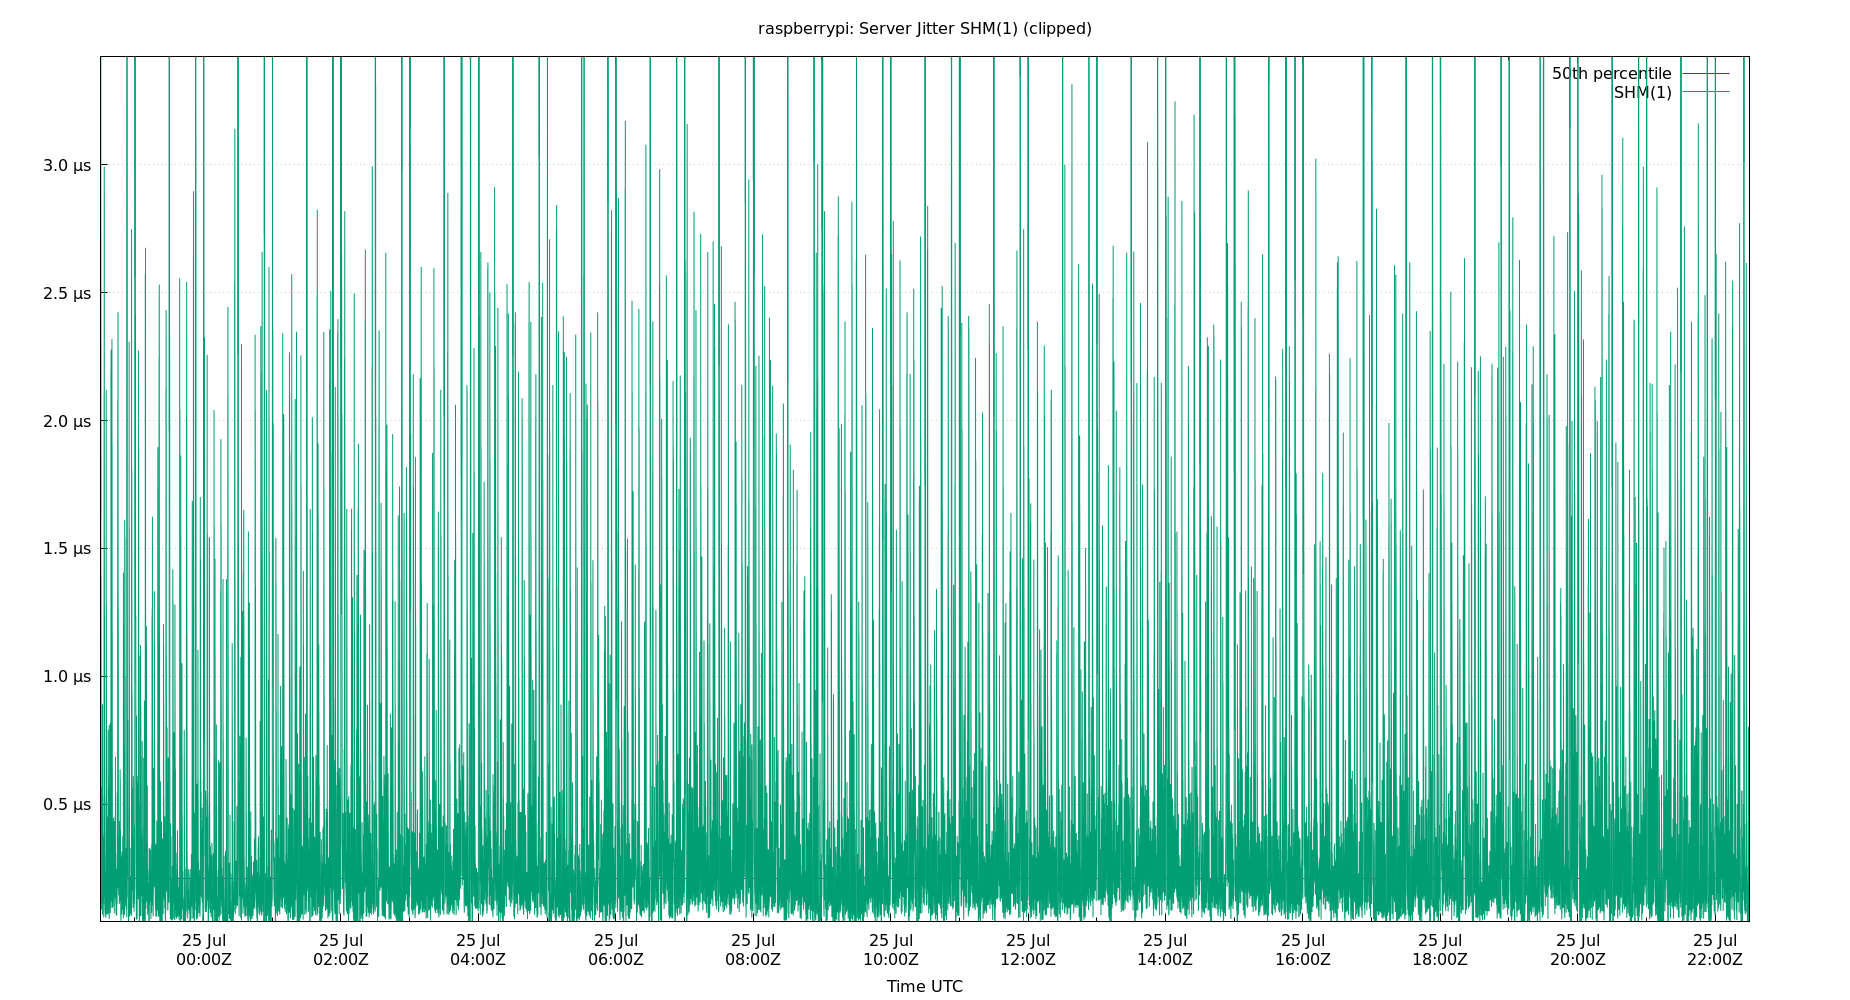 raspberrypi: Server Jitter SHM(1) (clipped)
50th percentile
SHM(1)
3.0 µs
2.5 µs
2.0 µs
1.5 µs
1.0 µs
0.5 µs
25 Jul 25 Jul 25 Jul 25 Jul 25 Jul 25 Jul 25 Jul 25 Jul 25 Jul 25 Jul 25 Jul 25 Jul
00:00Z 02:00Z 04:00Z 06:00Z 08:00Z 10:00Z 12:00Z 14:00Z 16:00Z 18:00Z 20:00Z 22:00Z
Time UTC